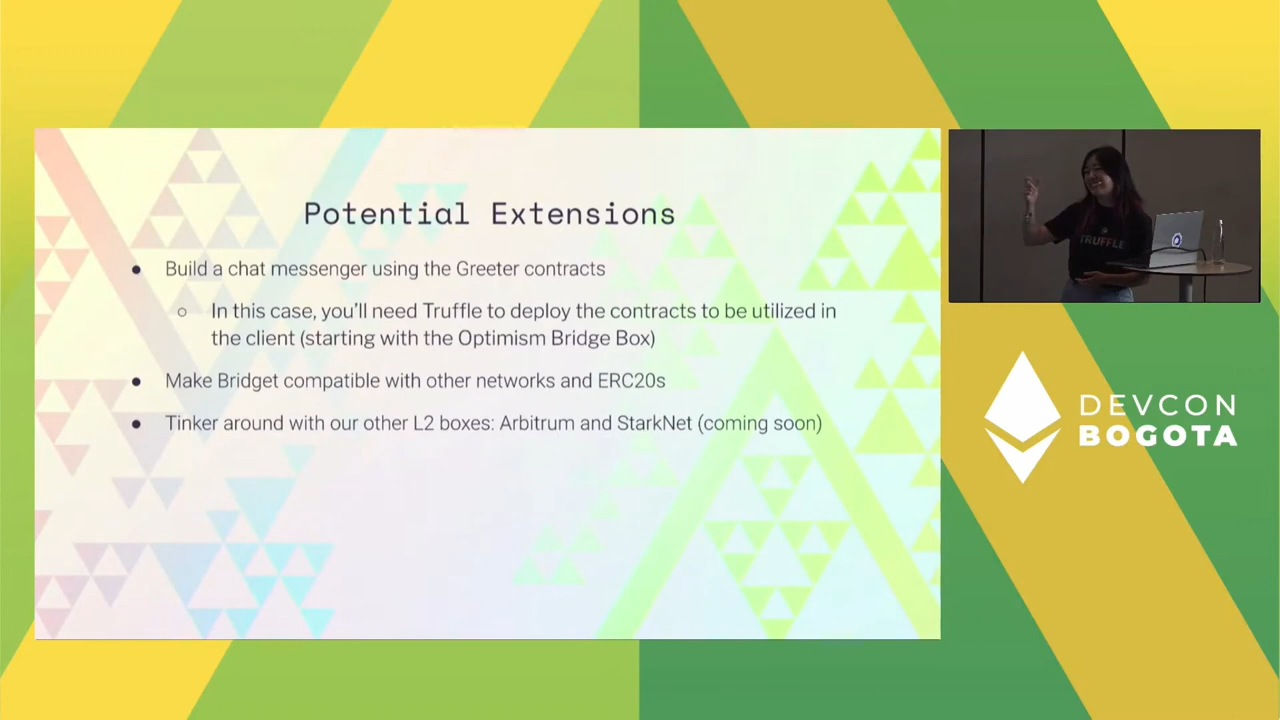 Potential Extensions
● Build a chat messenger using the Greeter contracts
○ In this case, you'll need Truffle to deploy the contracts to be utilized in
the client (starting with the Optimism Bridge Box)
● Make Bridget compatible with other networks and ERC20s
● Tinker around with our other L2 boxes: Arbitrum and StarkNet (coming soon)
TRUFFLE
DEVCON
BOGOTA